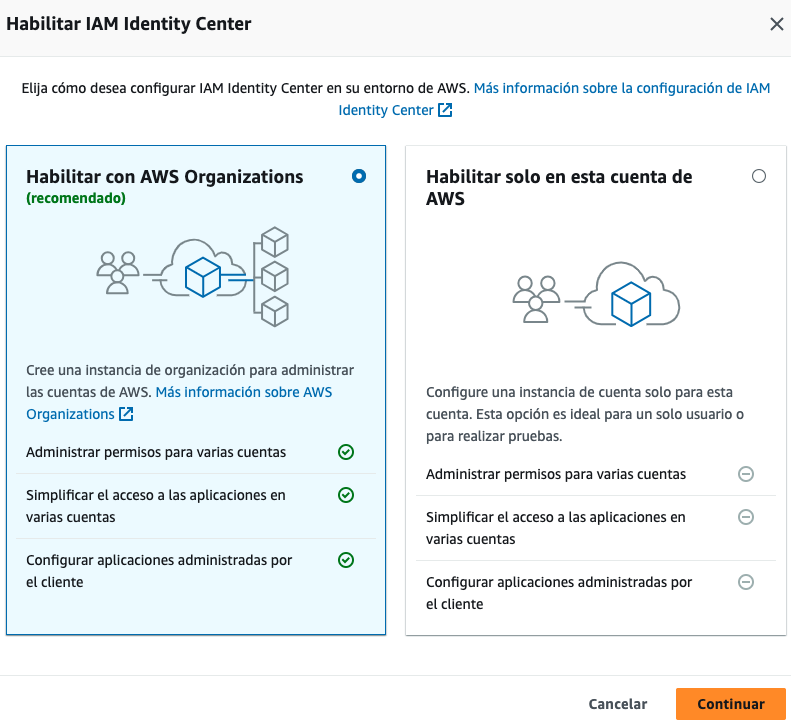 Habilitar IAM Identity Center
Elija cómo desea configurar IAM Identity Center en su entorno de AWS. Más información sobre la configuración de IAM
Identity Center
Habilitar con AWS Organizations
(recomendado)
Cree una instancia de organización para administrar
las cuentas de AWS. Más información sobre AWS
Organizations
Administrar permisos para varias cuentas
Simplificar el acceso a las aplicaciones en
varias cuentas
Configurar aplicaciones administradas por
el cliente
Habilitar solo en esta cuenta de
AWS
Configure una instancia de cuenta solo para esta
cuenta. Esta opción es ideal para un solo usuario o
para realizar pruebas.
Administrar permisos para varias cuentas
Simplificar el acceso a las aplicaciones en
varias cuentas
Configurar aplicaciones administradas por
el cliente
Cancelar
Continuar